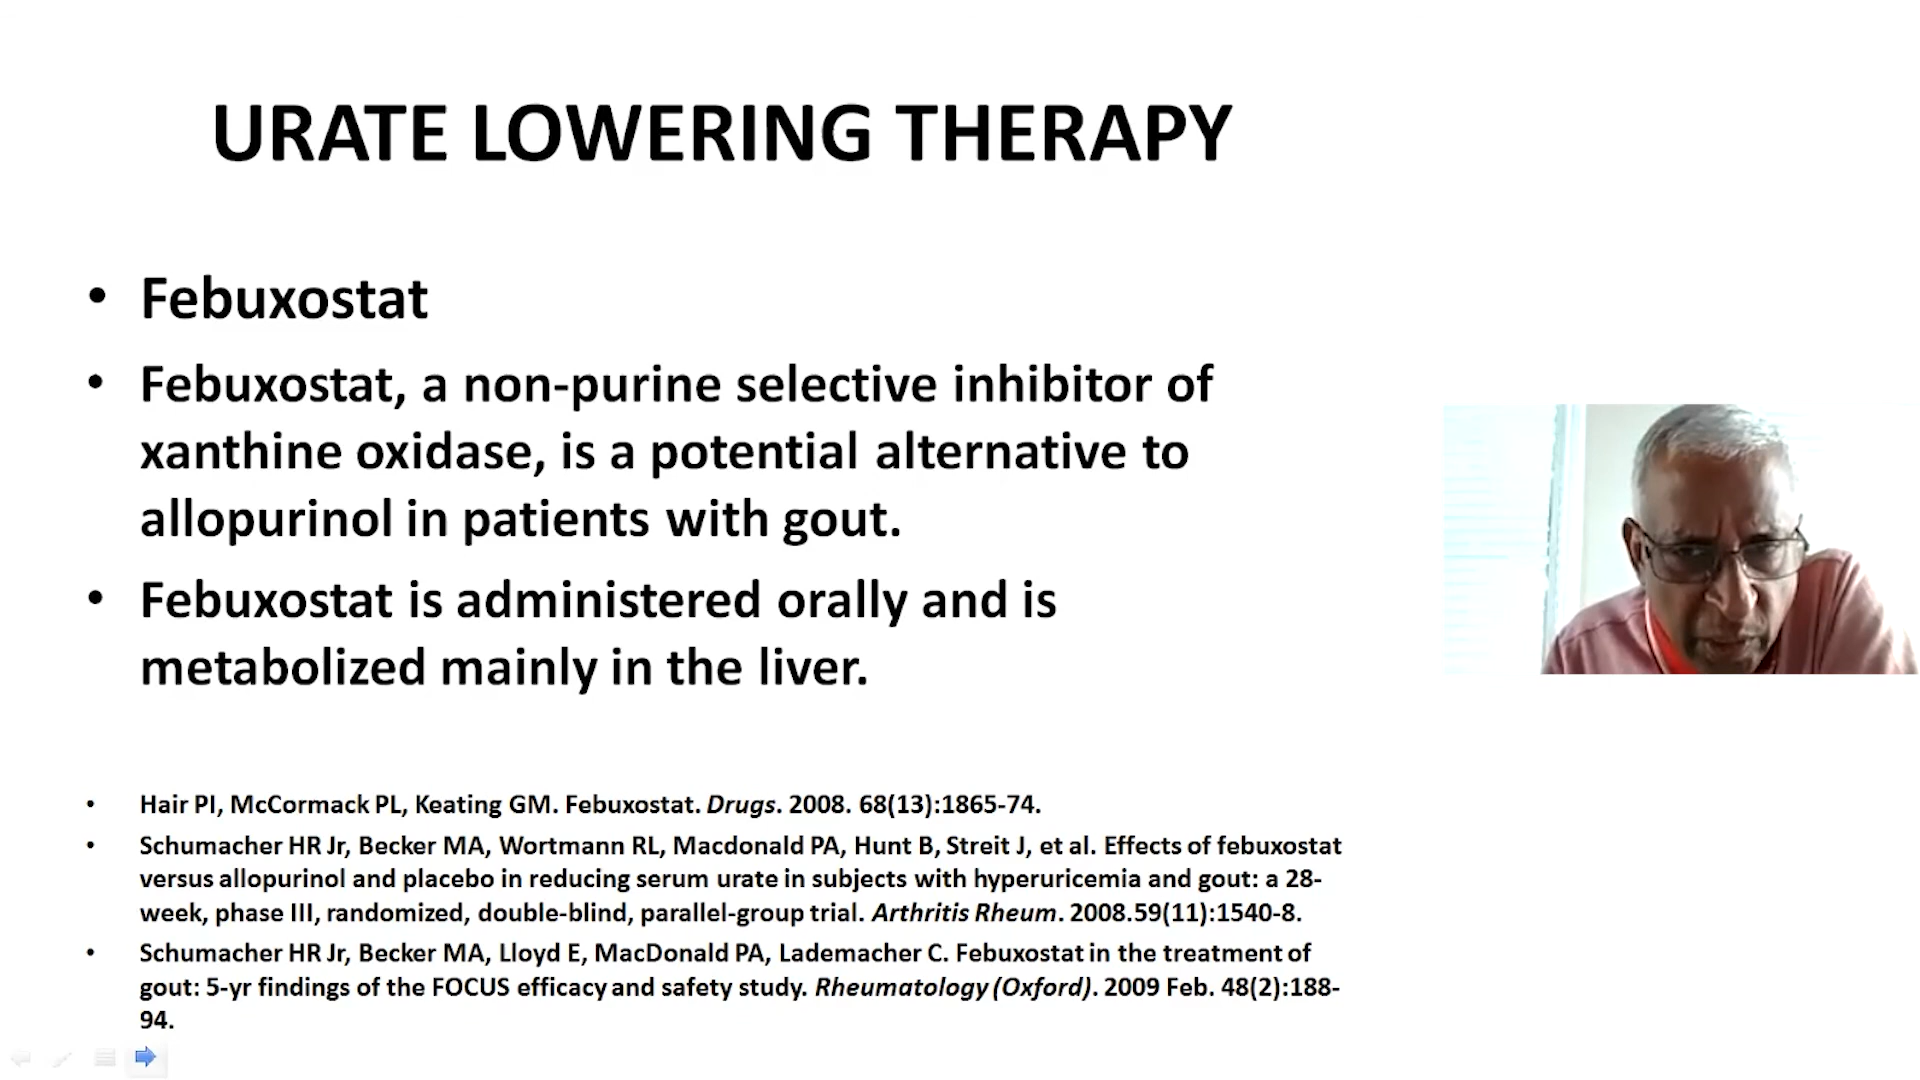 URATE LOWERING THERAPY
• Febuxostat
• Febuxostat, a non-purine selective inhibitor of
xanthine oxidase, is a potential alternative to
allopurinol in patients with gout.
• Febuxostat is administered orally and is
metabolized mainly in the liver.
• Hair PI, McCormack PL, Keating GM. Febuxostat. Drugs. 2008. 68(13):1865-74.
• Schumacher HR Jr, Becker MA, Wortmann RL, Macdonald PA, Hunt B, Streit J, et al. Effects of febuxostat
versus allopurinol and placebo in reducing serum urate in subjects with hyperuricemia and gout: a 28-
week, phase III, randomized, double-blind, parallel-group trial. Arthritis Rheum. 2008.59(11):1540-8.
• Schumacher HR Jr, Becker MA, Lloyd E, MacDonald PA, Lademacher C. Febuxostat in the treatment of
gout: 5-yr findings of the FOCUS efficacy and safety study. Rheumatology (Oxford). 2009 Feb. 48(2):188-
94.